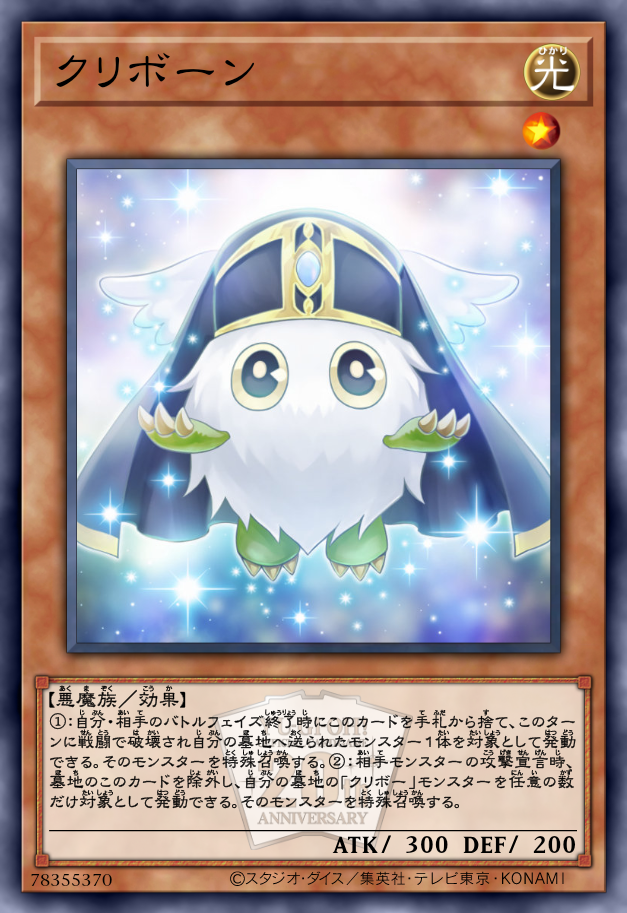 クリボーン
光
【悪魔族／効果】
①：自分・相手のバトルフェイズ終了時にこのカードを手札から捨て、このター
ンに戦闘で破壊され自分の墓地へ送られたモンスター１体を対象として発動
できる。そのモンスターを特殊召喚する。②：相手モンスターの攻撃宣言時、
墓地のこのカードを除外し、自分の墓地の「クリボー」モンスターを任意の数
だけ対象として発動できる。そのモンスターを特殊召喚する。
ANNIVERSARY
ATK/ 300 DEF/ 200
78355370 ©スタジオ・ダイス／集英社・テレビ東京・KONAMI